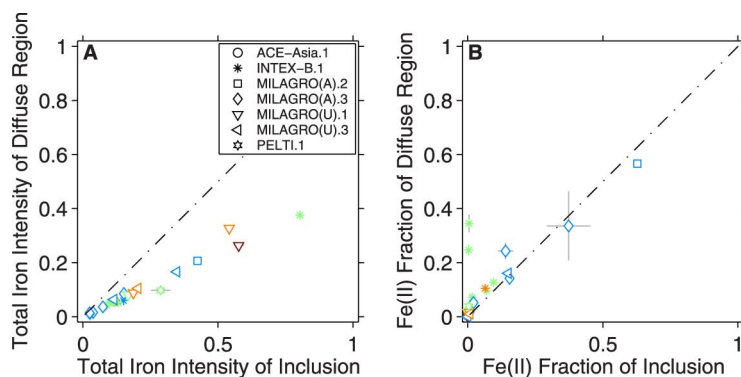 A
ACE-Asia.1
INTEX-B.1
MILAGRO(A).2
MILAGRO(A).3
MILAGRO(U).1
MILAGRO(U).3
PELTI.1
Total Iron Intensity of Diffuse Region
1
0.8
0.6
0.4
0.2
0
0
0.5
1
Total Iron Intensity of Inclusion
B
Fe(II) Fraction of Diffuse Region
1
0.8
0.6
0.4
0.2
0
0
0.5
1
Fe(II) Fraction of Inclusion